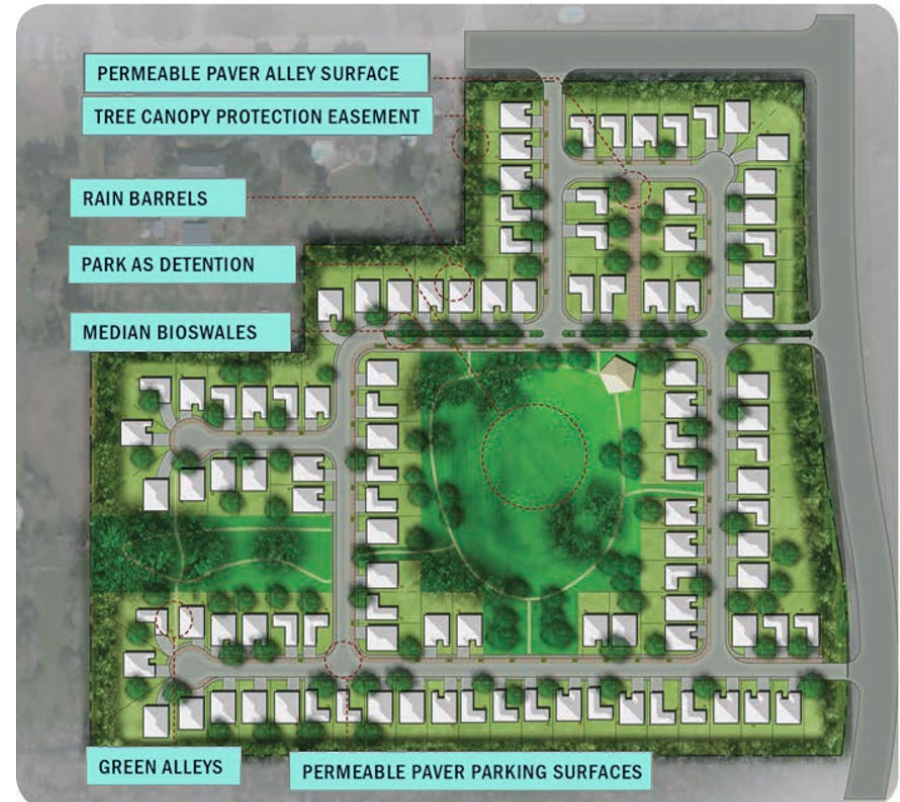 PERMEABLE PAVER ALLEY SURFACE
TREE CANOPY PROTECTION EASEMENT
RAIN BARRELS
PARK AS DETENTION
MEDIAN BIOSWALES
GREEN ALLEYS
PERMEABLE PAVER PARKING SURFACES